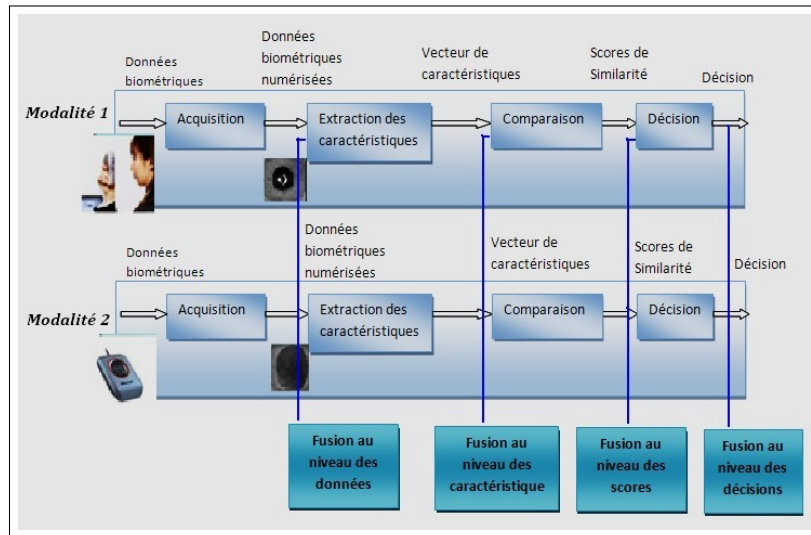 Données
biométriques
Données
biométriques
numérisées
Vecteur de
caractéristiques
Scores de
Similarité
Décision
Modalité 1
Acquisition
Extraction des
caractéristiques
Comparaison
Décision
Données
biométriques
Données
biométriques
numérisées
Vecteur de
caractéristiques
Scores de
Similarité
Décision
Modalité 2
Acquisition
Extraction des
caractéristiques
Comparaison
Décision
Fusion au
niveau des
données
Fusion au
niveau des
caractéristique
Fusion au
niveau des
scores
Fusion au
niveau des
décisions